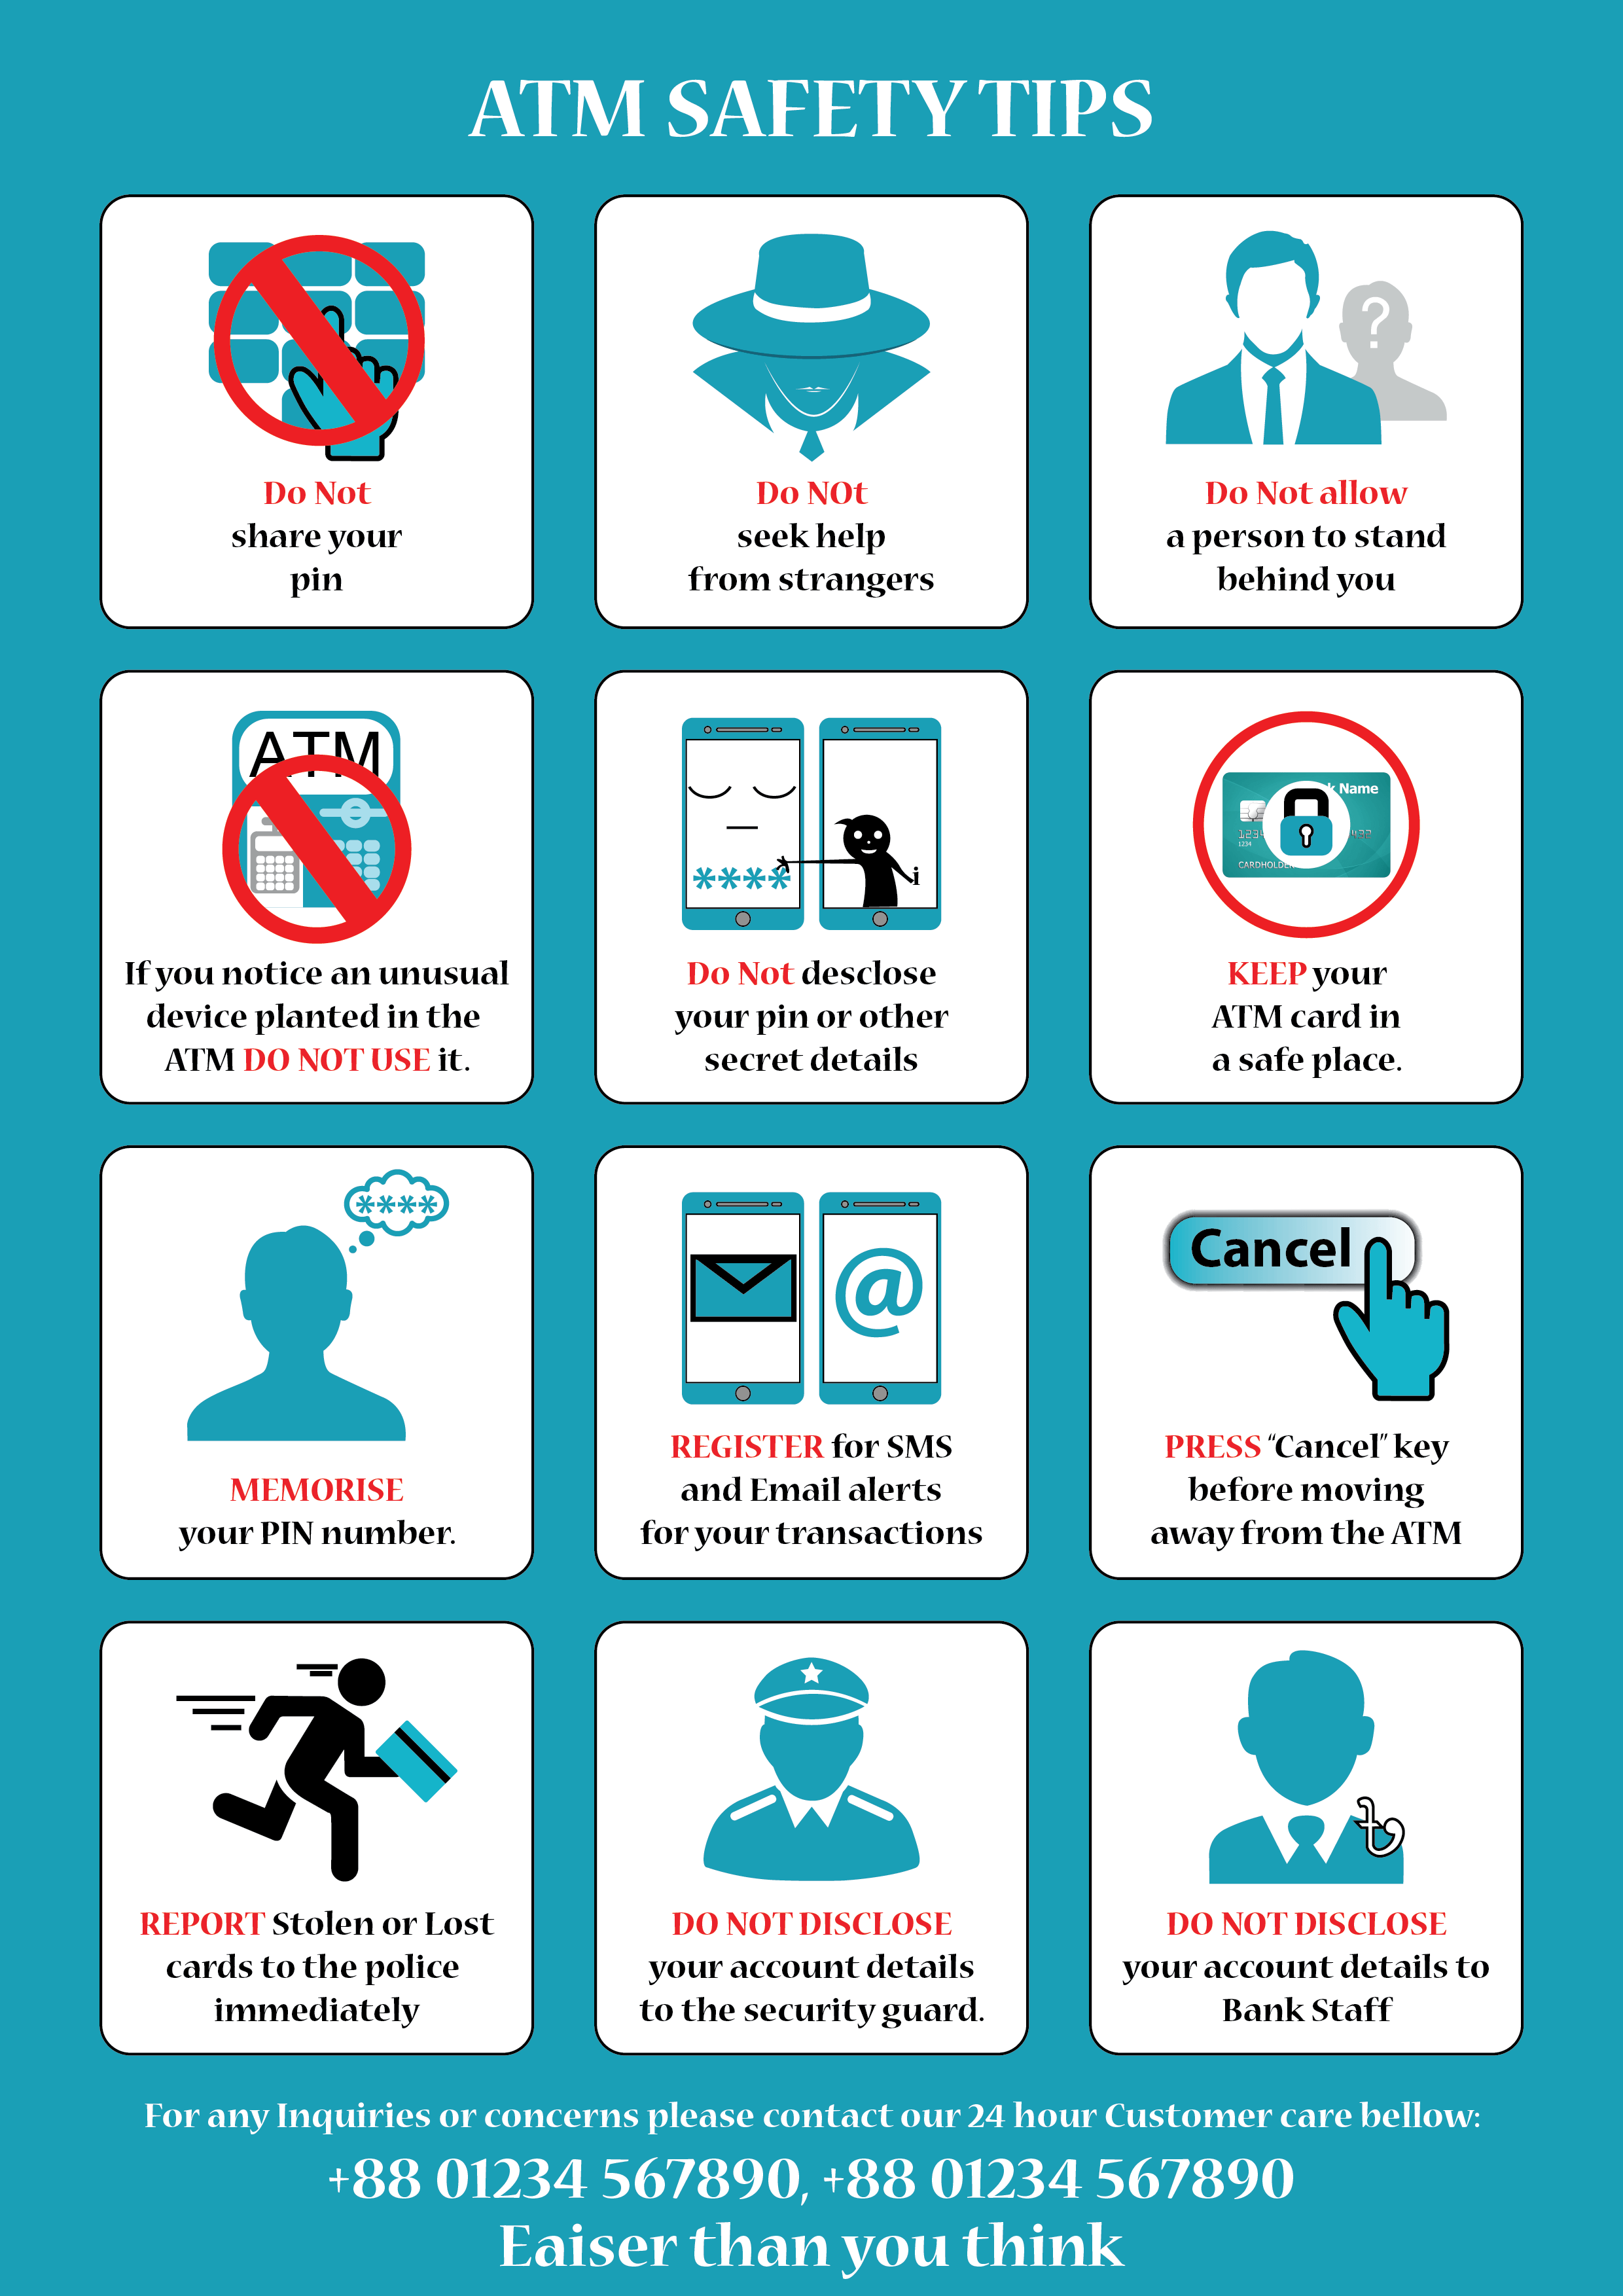 ATM SAFETY TIPS
Do Not
share your
pin
Do NOt
seek help
from strangers
?
Do Not allow
a person to stand
behind you
ATM
If you notice an unusual
device planted in the
ATM DO NOT USE it.
****
i
Do Not desclose
your pin or other
secret details
k Name
1234
CARDHOLDE
KEEP your
ATM card in
a safe place.
****
MEMORISE
your PIN number.
@
REGISTER for SMS
and Email alerts
for your transactions
Cancel
PRESS “Cancel” key
before moving
away from the ATM
REPORT Stolen or Lost
cards to the police
immediately
DO NOT DISCLOSE
your account details
to the security guard.
৳
DO NOT DISCLOSE
your account details to
Bank Staff
For any Inquiries or concerns please contact our 24 hour Customer care bellow:
+88 01234 567890, +88 01234 567890
Eaiser than you think